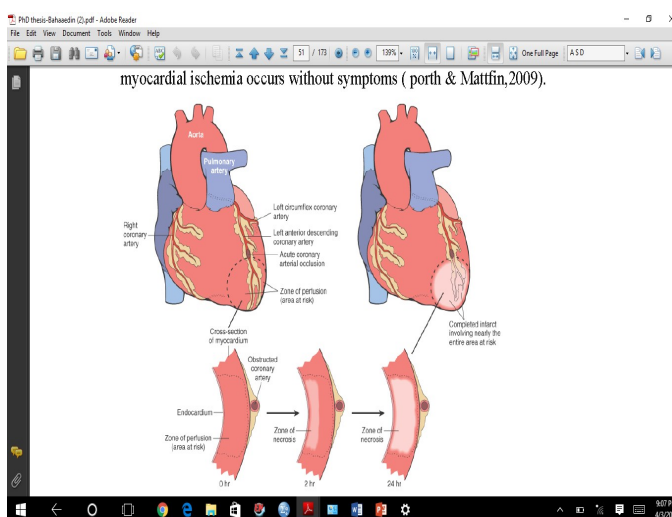 PhD thesis-Bahaaedin (2).pdf - Adobe Reader
File Edit View Document Tools Window Help
51 / 173
139%
One Full Page
A S D
myocardial ischemia occurs without symptoms ( porth & Mattfin,2009).
Aorta
Pulmonary
artery
Left circumflex coronary
artery
Right
coronary
artery
Left anterior descending
coronary artery
Acute coronary
arterial occlusion
Zone of perfusion
(area at risk)
Completed infarct
involving nearly the
entire area at risk
Cross-section
of myocardium
Obstructed
coronary
artery
Endocardium
Zone of perfusion
(area at risk)
Zone of
necrosis
Zone of
necrosis
0 hr
2 hr
24 hr
9:07 P